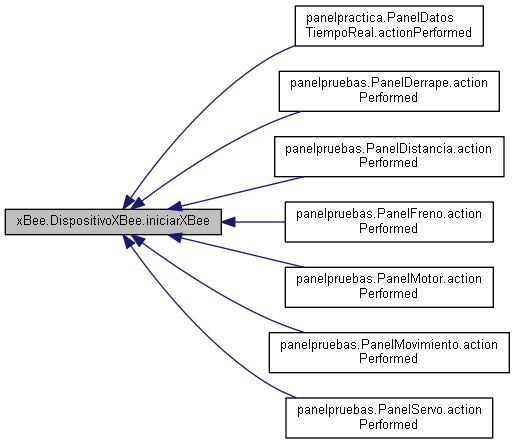 panelpractica.PanelDatos
TiempoReal.actionPerformed
panelpruebas.PanelDerrape.action
Performed
panelpruebas.PanelDistancia.action
Performed
xBee.DispositivoXBee.iniciarXBee
panelpruebas.PanelFreno.action
Performed
panelpruebas.PanelMotor.action
Performed
panelpruebas.PanelMovimiento.action
Performed
panelpruebas.PanelServo.action
Performed